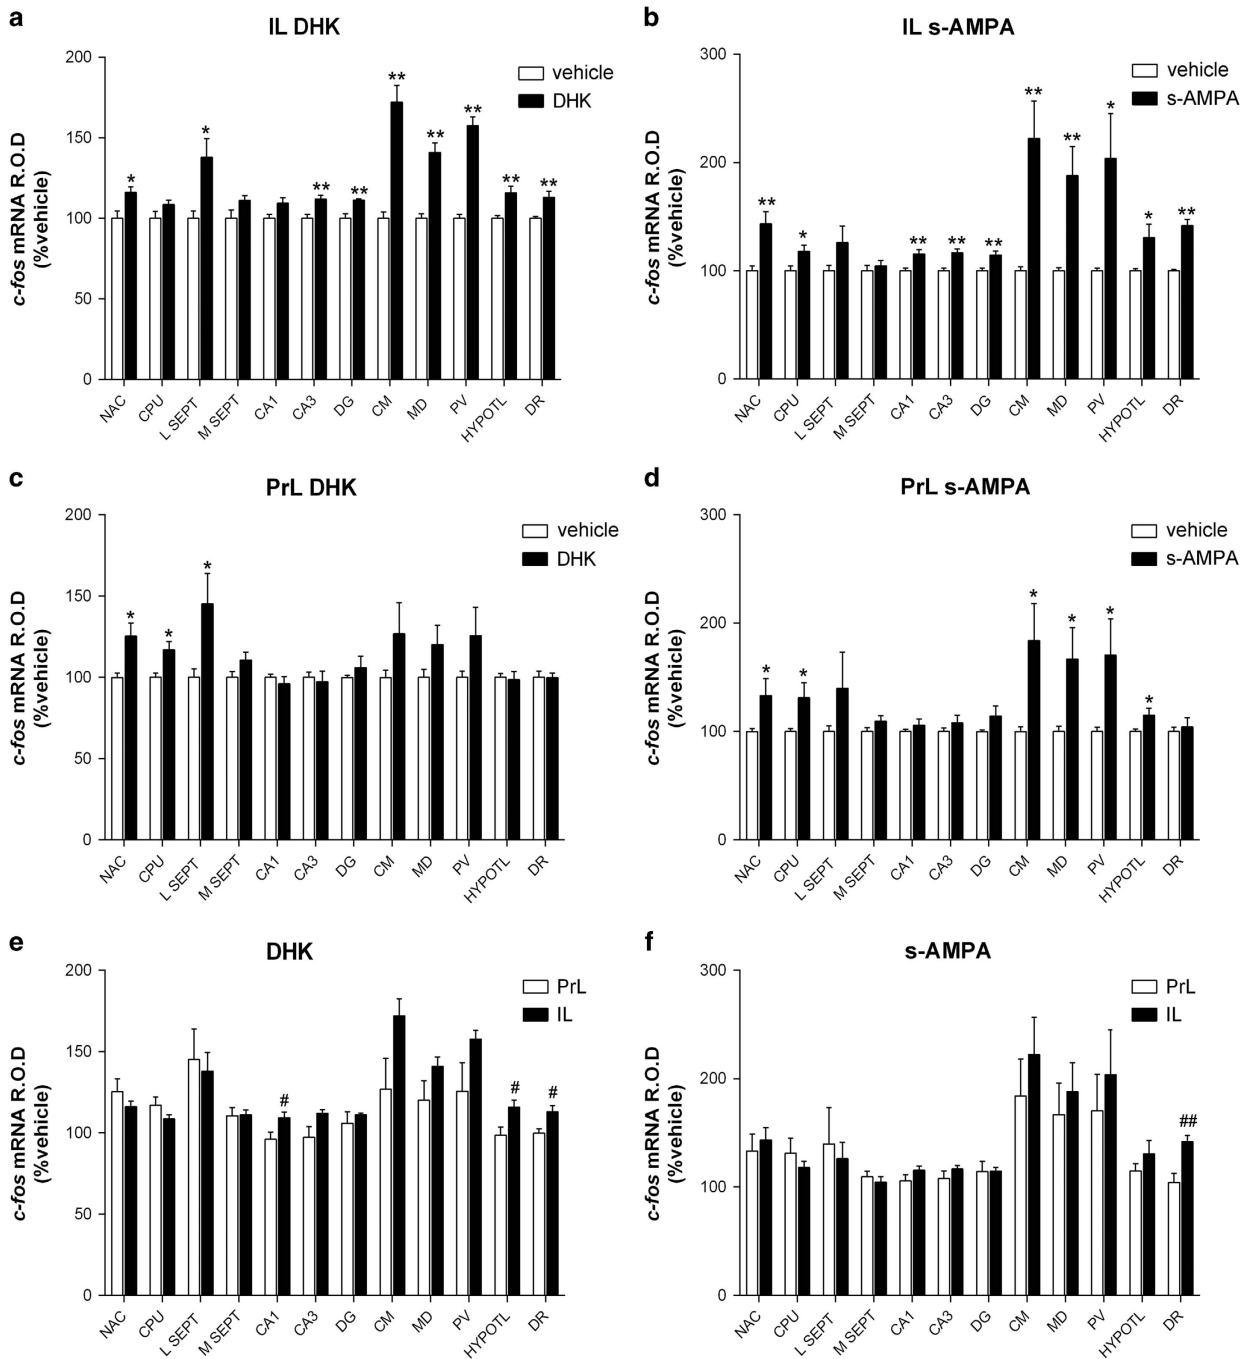 a
IL DHK
c-fos mRNA R.O.D
(%vehicle)
200
150
100
50
0
vehicle
DHK
* * ** ** ** ** ** ** **
NAC CPU L SEPT M SEPT CA1 CA3 DG CM MD PV HYPOTL DR
b
IL s-AMPA
c-fos mRNA R.O.D
(%vehicle)
300
200
100
0
vehicle
s-AMPA
** * ** ** ** ** ** * * **
NAC CPU L SEPT M SEPT CA1 CA3 DG CM MD PV HYPOTL DR
c
PrL DHK
c-fos mRNA R.O.D
(%vehicle)
200
150
100
50
0
vehicle
DHK
* * *
NAC CPU L SEPT M SEPT CA1 CA3 DG CM MD PV HYPOTL DR
d
PrL s-AMPA
c-fos mRNA R.O.D
(%vehicle)
300
200
100
0
vehicle
s-AMPA
* * * * * *
NAC CPU L SEPT M SEPT CA1 CA3 DG CM MD PV HYPOTL DR
e
DHK
c-fos mRNA R.O.D
(%vehicle)
200
150
100
50
0
PrL
IL
# # #
NAC CPU L SEPT M SEPT CA1 CA3 DG CM MD PV HYPOTL DR
f
s-AMPA
c-fos mRNA R.O.D
(%vehicle)
300
200
100
0
PrL
IL
##
NAC CPU L SEPT M SEPT CA1 CA3 DG CM MD PV HYPOTL DR